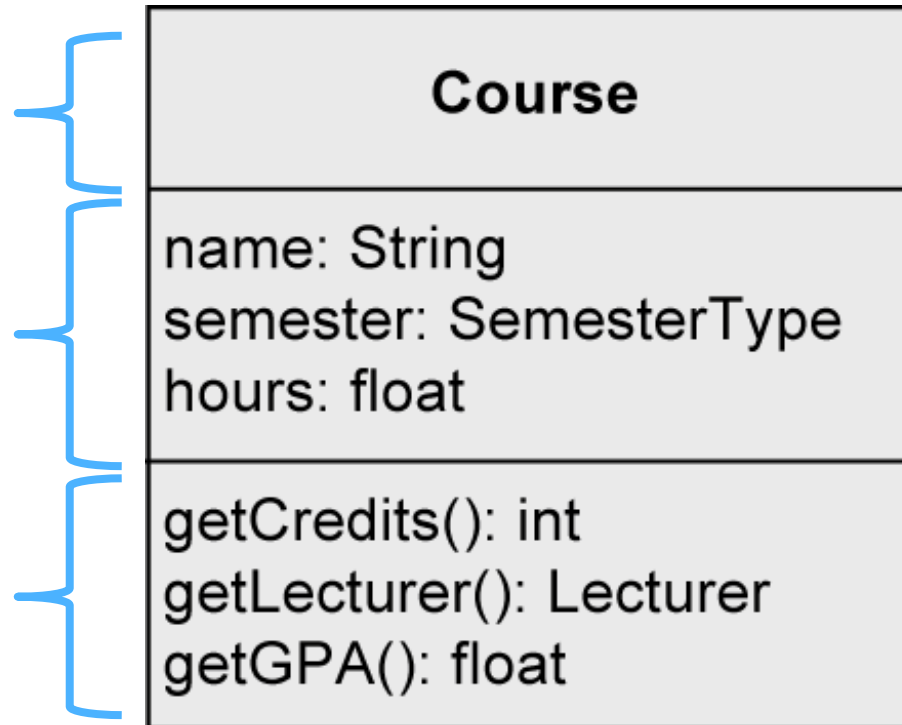 Course
name: String
semester: SemesterType
hours: float
getCredits(): int
getLecturer(): Lecturer
getGPA(): float